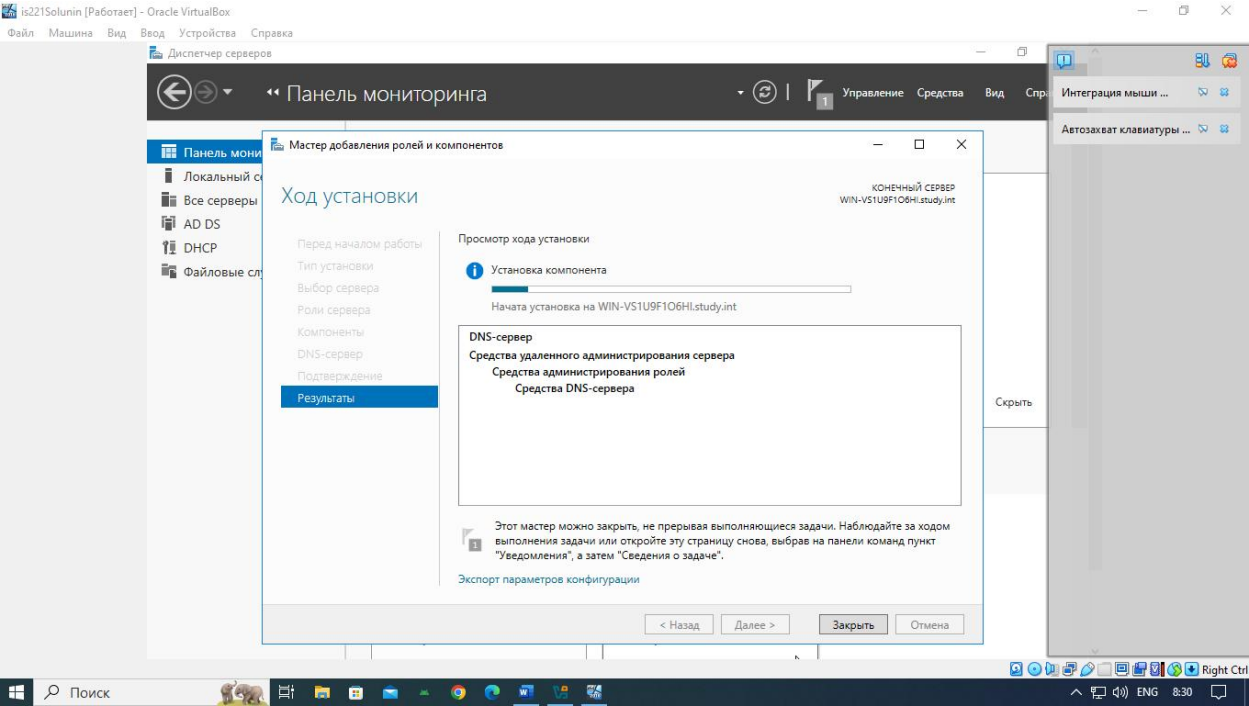 is221Solunin [Работает] - Oracle VirtualBox
Файл Машина Вид Ввод Устройства Справка
Диспетчер серверов
Панель мониторинга
1 Управление Средства Вид Спр
Интеграция мыши ...
Автозахват клавиатуры ...
Панель мони
Локальный се
Все серверы
AD DS
DHCP
Файловые слу
Мастер добавления ролей и компонентов
Ход установки
КОНЕЧНЫЙ СЕРВЕР
WIN-VS1U9F1O6HI.study.int
Перед началом работы
Тип установки
Выбор сервера
Роли сервера
Компоненты
DNS-сервер
Подтверждение
Результаты
Просмотр хода установки
Установка компонента
Начата установка на WIN-VS1U9F1O6HI.study.int
DNS-сервер
Средства удаленного администрирования сервера
Средства администрирования ролей
Средства DNS-сервера
Скрыть
Этот мастер можно закрыть, не прерывая выполняющиеся задачи. Наблюдайте за ходом
выполнения задачи или откройте эту страницу снова, выбрав на панели команд пункт
1
"Уведомления", а затем "Сведения о задаче".
Экспорт параметров конфигурации
< Назад Далее > Закрыть Отмена
Right Ctrl
Поиск
ENG 8:30